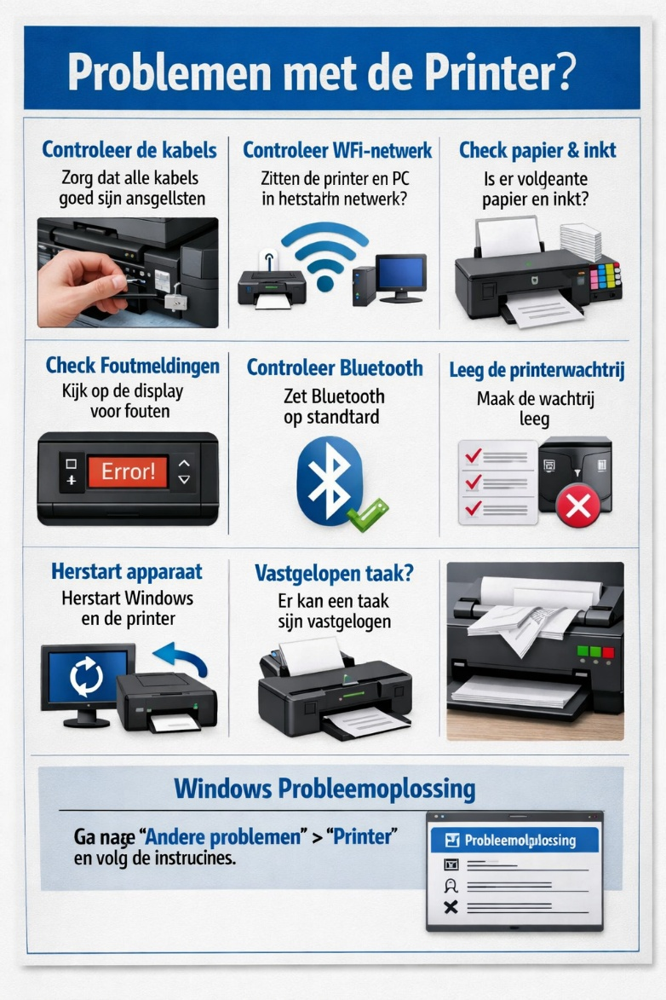 Problemen met de Printer?
Controleer de kabels
Zorg dat alle kabels
goed sijn ansgellsten
Controleer WFi-netwerk
Zitten de printer en PC
in netwerk?
Check papier & inkt
Is er
papier en inkt?
Check Foutmeldingen
Kijk op de display
voor fouten
Error!
Controleer Bluetooth
Zet Bluetooth
op standtard
Leeg de printerwachtrij
Maak de wachtrij
leeg
Herstart apparaat
Herstart Windows
en de printer
Vastgelopen taak?
Er kan een taak
sijn vastgelogen
Windows Probleemoplossing
Ga "Andere problemen" > "Printer"
en volg de instrucines.